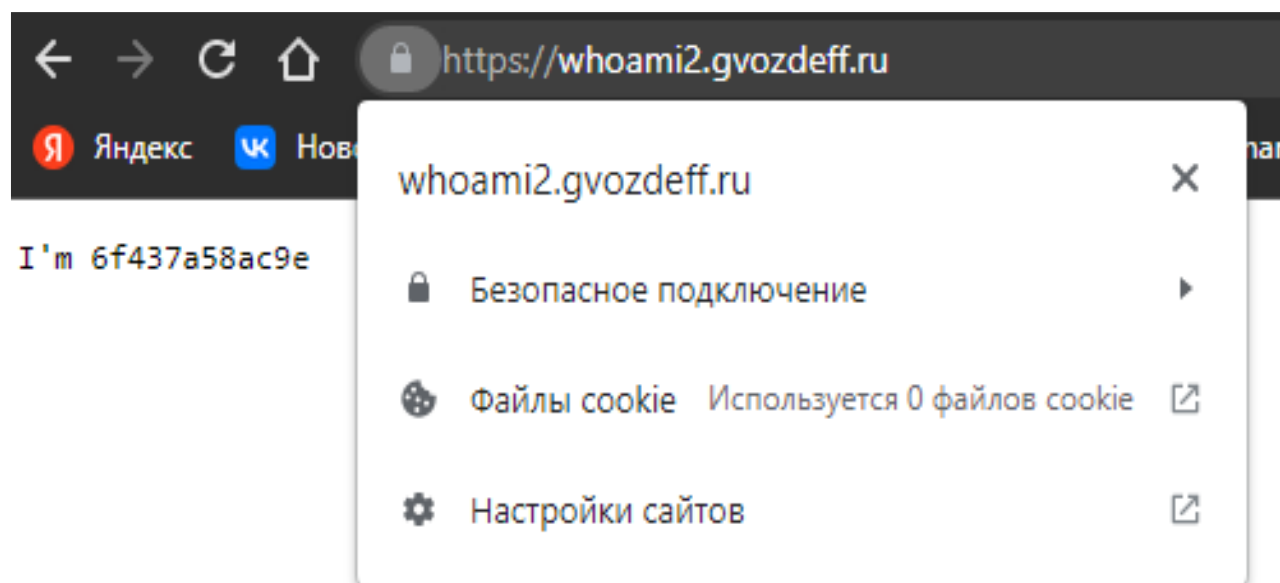 https://whoami2.gvozdeff.ru
Я Яндекс VK
whoami2.gvozdeff.ru
I'm 6f437a58ac9e
Безопасное подключение
Файлы cookie Используется 0 файлов cookie
Настройки сайтов